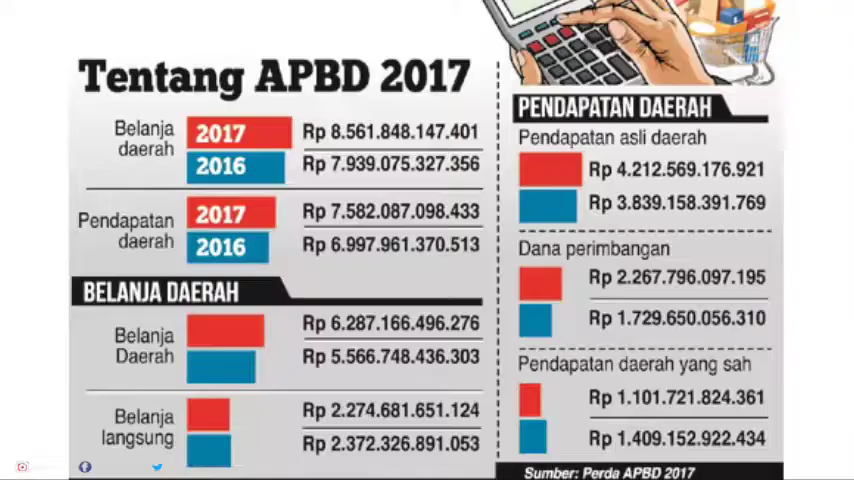 Tentang APBD 2017
Belanja
daerah
2017
Rp 8.561.848.147.401
2016
Rp 7.939.075.327.356
Pendapatan
daerah
2017
Rp 7.582.087.098.433
2016
Rp 6.997.961.370.513
BELANJA DAERAH
Belanja
Daerah
Rp 6.287.166.496.276
Rp 5.566.748.436.303
Belanja
langsung
Rp 2.274.681.651.124
Rp 2.372.326.891.053
PENDAPATAN DAERAH
Pendapatan asli daerah
Rp 4.212.569.176.921
Rp 3.839.158.391.769
Dana perimbangan
Rp 2.267.796.097.195
Rp 1.729.650.056.310
Pendapatan daerah yang sah
Rp 1.101.721.824.361
Rp 1.409.152.922.434
Sumber: Perda APBD 2017